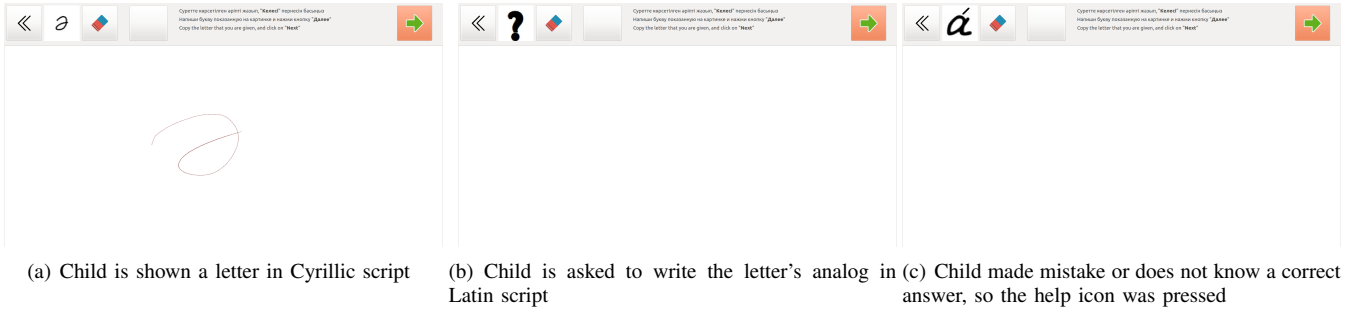 ә
Суретте көрсетілген әріпті жазып, "Келесі" пернесін басыңыз
Напиши букву показанную на картинке и нажми кнопку "Далее"
Copy the letter that you are given, and click on "Next"
ә
(a) Child is shown a letter in Cyrillic script
?
Суретте көрсетілген әріпті жазып, "Келесі" пернесін басыңыз
Напиши букву показанную на картинке и нажми кнопку "Далее"
Copy the letter that you are given, and click on "Next"
(b) Child is asked to write the letter's analog in
Latin script
á
Суретте көрсетілген әріпті жазып, "Келесі" пернесін басыңыз
Напиши букву показанную на картинке и нажми кнопку "Далее"
Copy the letter that you are given, and click on "Next"
(c) Child made mistake or does not know a correct
answer, so the help icon was pressed